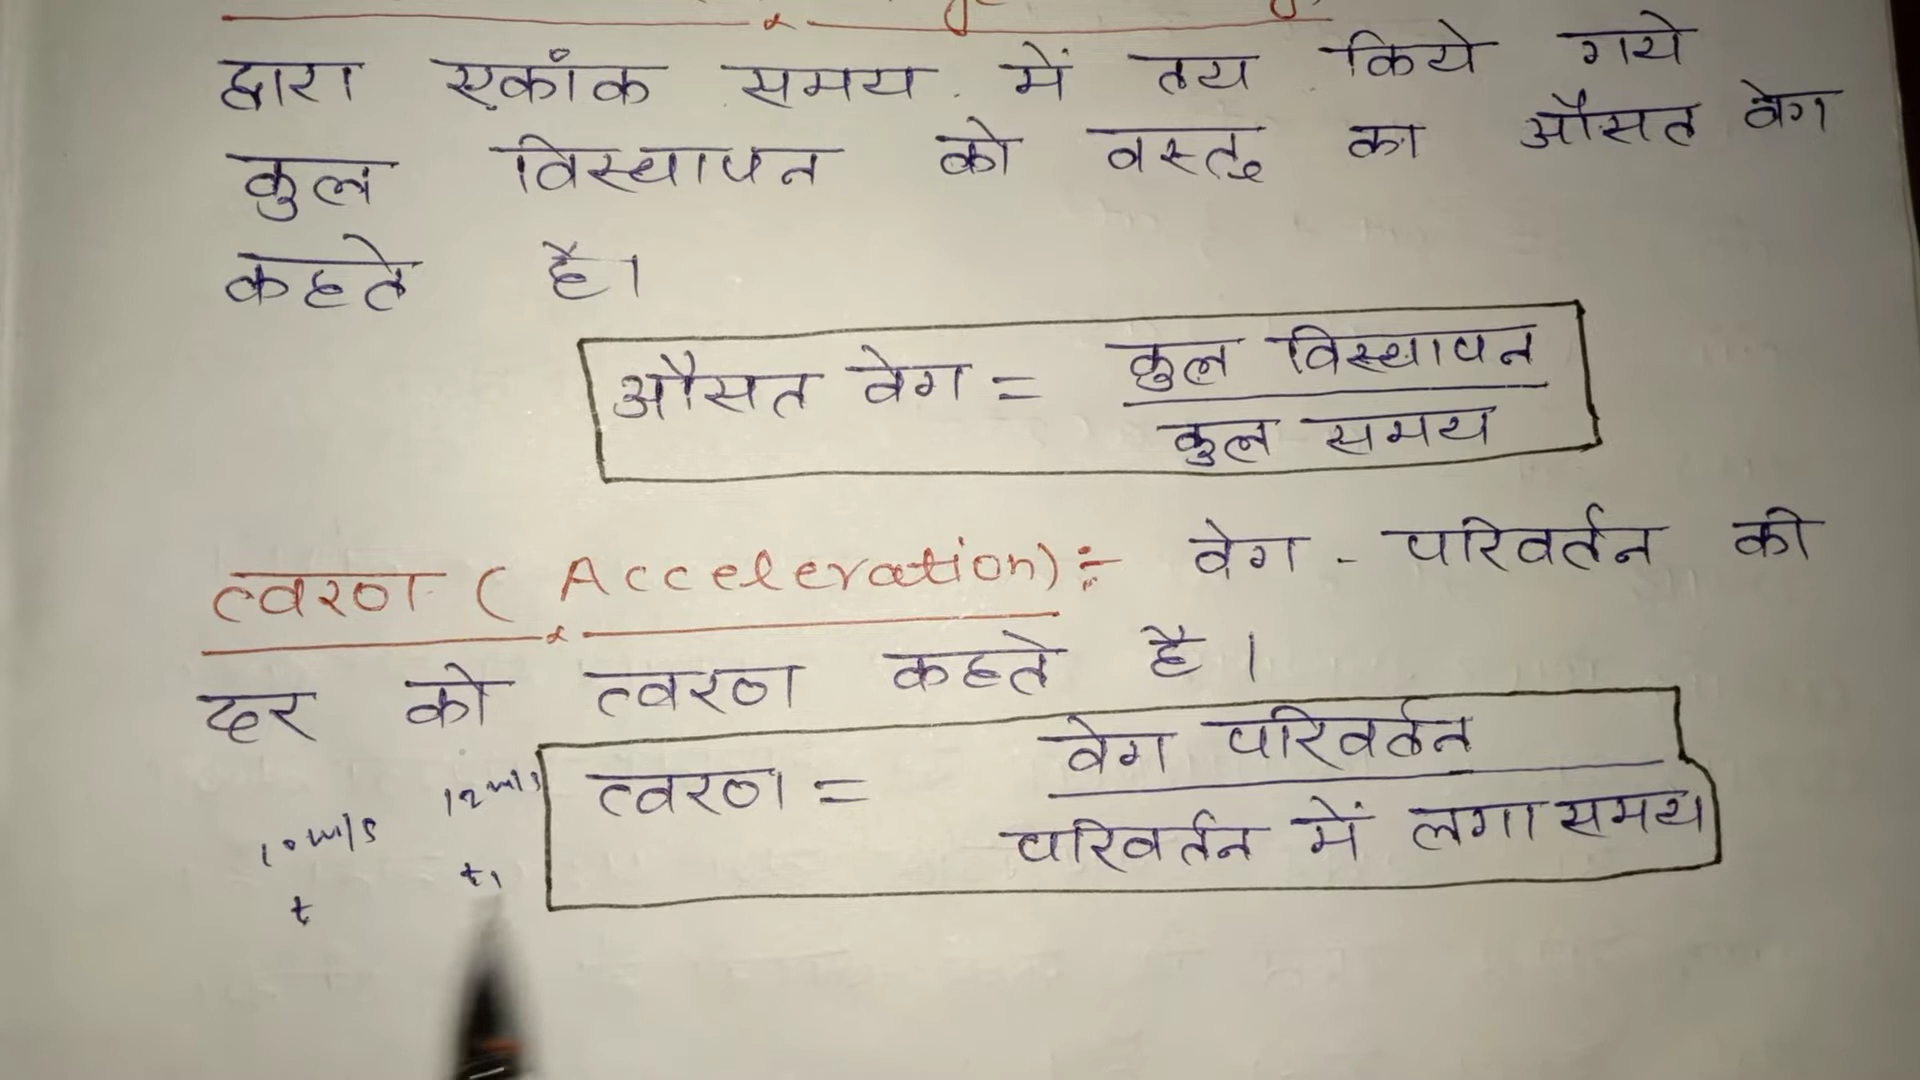 द्वारा एकांक समय में तय किये गये
कुल विस्थापन को वस्तु का औसत वेग
कहते है।
औसत वेग = कुल विस्थापन
कुल समय
त्वरण ( Acceleration) :- वेग - परिवर्तन की
दर को त्वरण कहते है।
त्वरण = वेग परिवर्तन
परिवर्तन में लगा समय
10 m/s 12 m/s
t t1